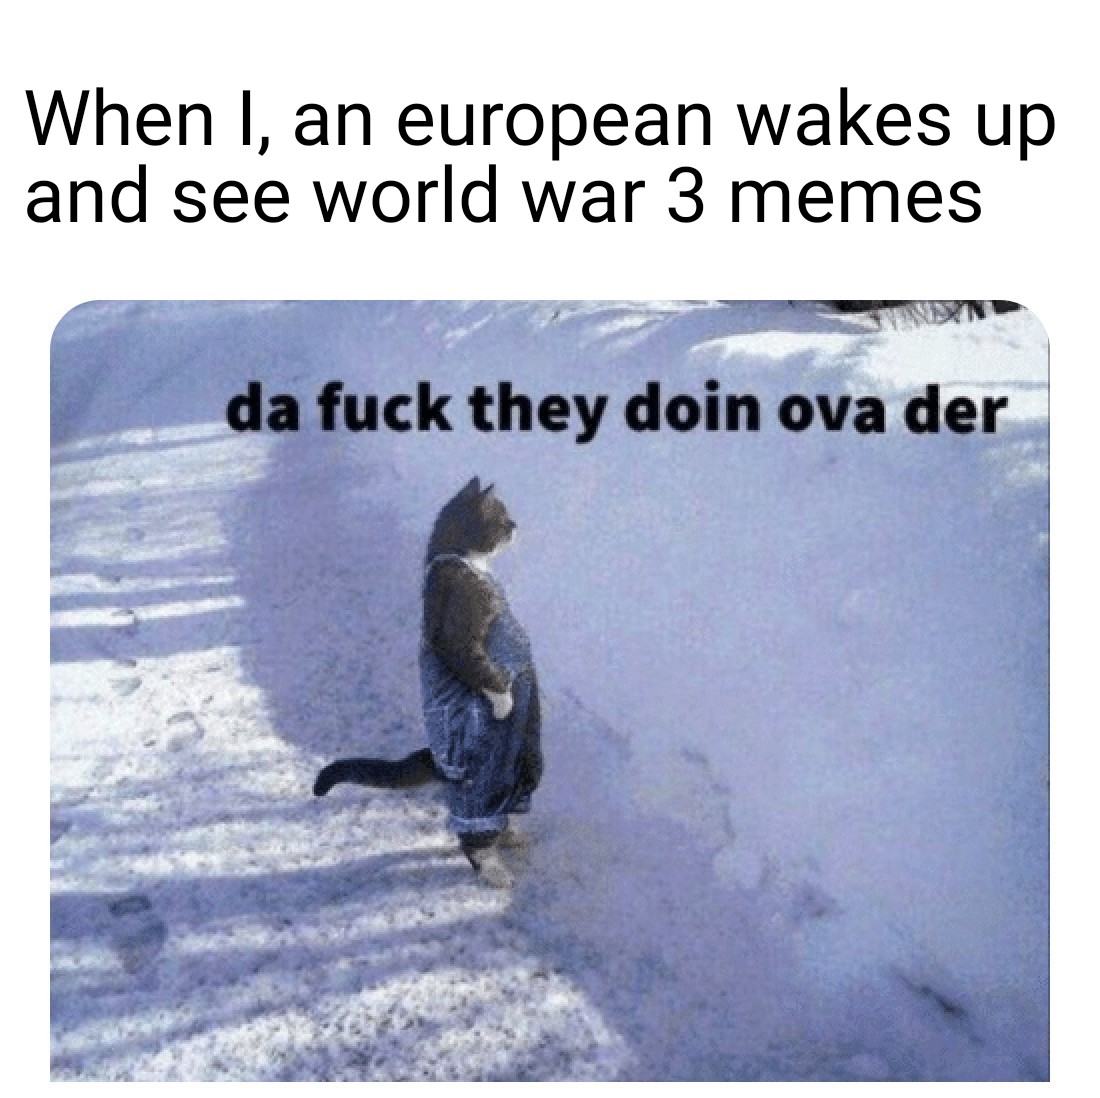 When I, an european wakes up
and see world war 3 memes
da fuck they doin ova der